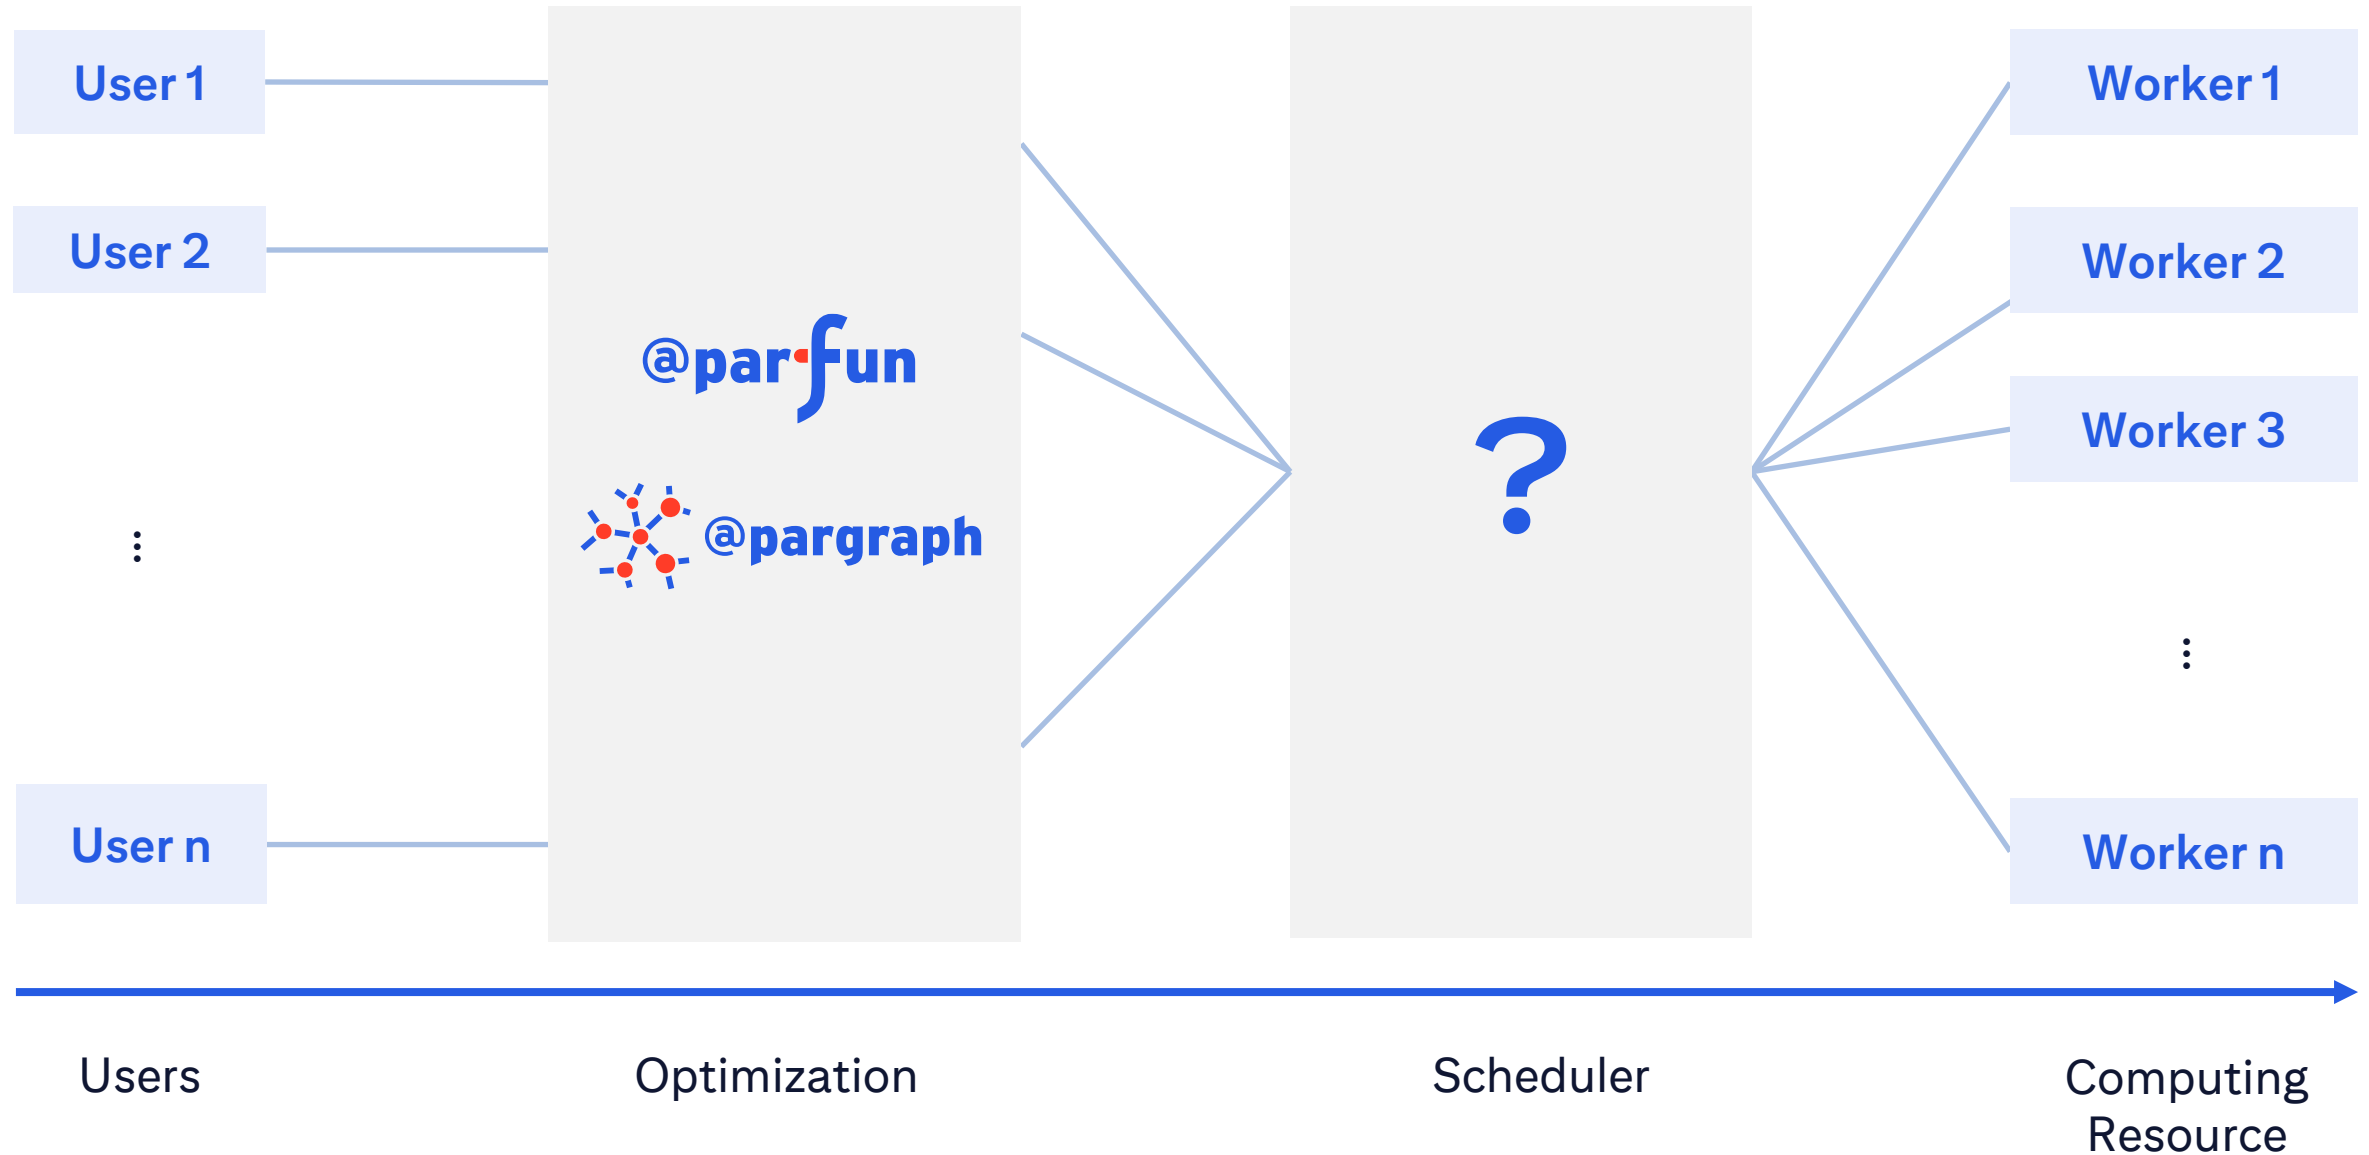 User 1
User 2
⋮
User n
@parfun
@pargraph
?
Worker 1
Worker 2
Worker 3
⋮
Worker n
Users
Optimization
Scheduler
Computing
Resource